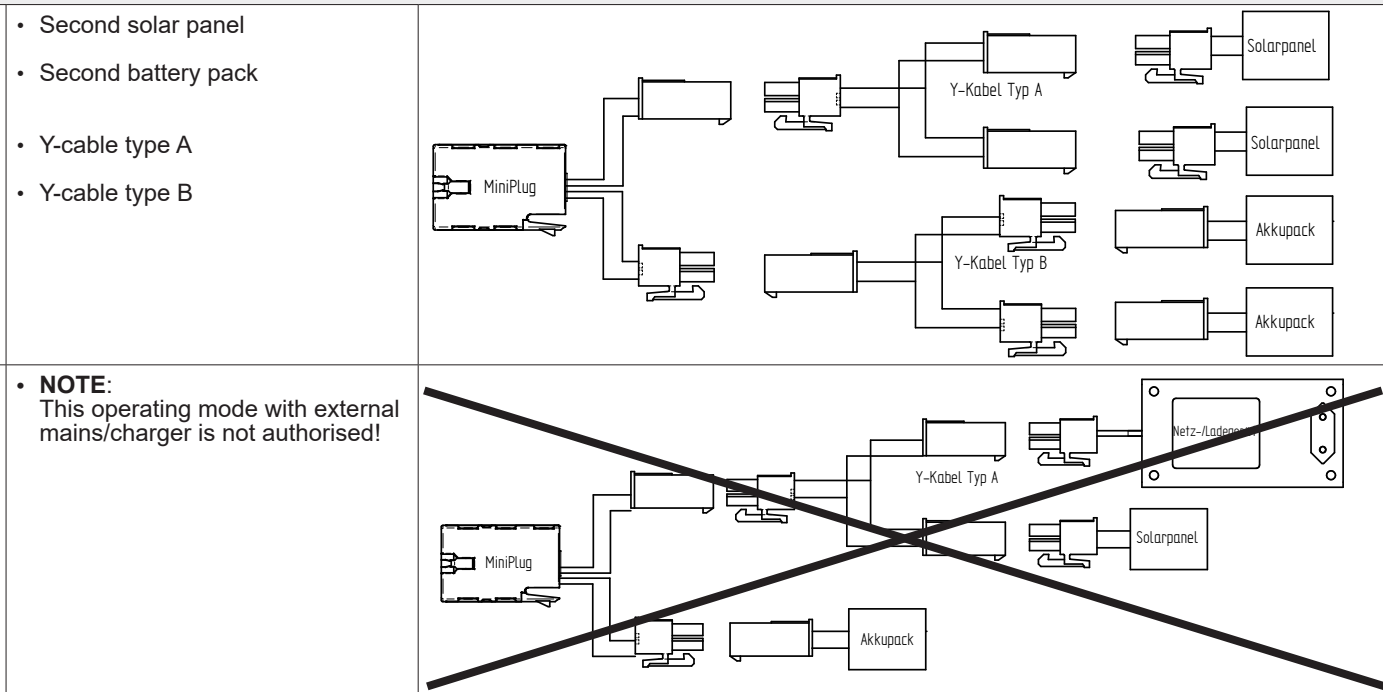 • Second solar panel
• Second battery pack
• Y-cable type A
• Y-cable type B
MiniPlug
Y-Kabel Typ A
Y-Kabel Typ B
Solarpanel
Solarpanel
Akkupack
Akkupack
• NOTE:
This operating mode with external
mains/charger is not authorised!
MiniPlug
Y-Kabel Typ A
Solarpanel
Akkupack